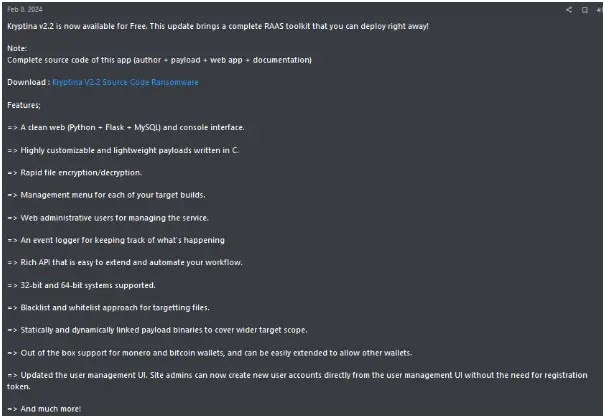 Feb 8, 2024
Kryptina v2.2 is now available for Free. This update brings a complete RAAS toolkit that you can deploy right away!
Note:
Complete source code of this app (author + payload + web app + documentation)
Download : Kryptina V2.2 Source Code Ransomware
Features;
=> A clean web (Python + Flask + MySQL) and console interface.
=> Highly customizable and lightweight payloads written in C.
=> Rapid file encryption/decryption.
=> Management menu for each of your target builds.
=> Web administrative users for managing the service.
=> An event logger for keeping track of what's happening
=> Rich API that is easy to extend and automate your workflow.
=> 32-bit and 64-bit systems supported.
=> Blacklist and whitelist approach for targetting files.
=> Statically and dynamically linked payload binaries to cover wider target scope.
=> Out of the box support for monero and bitcoin wallets, and can be easily extended to allow other wallets.
=> Updated the user management UI. Site admins can now create new user accounts directly from the user management UI without the need for registration
token.
=> And much more!